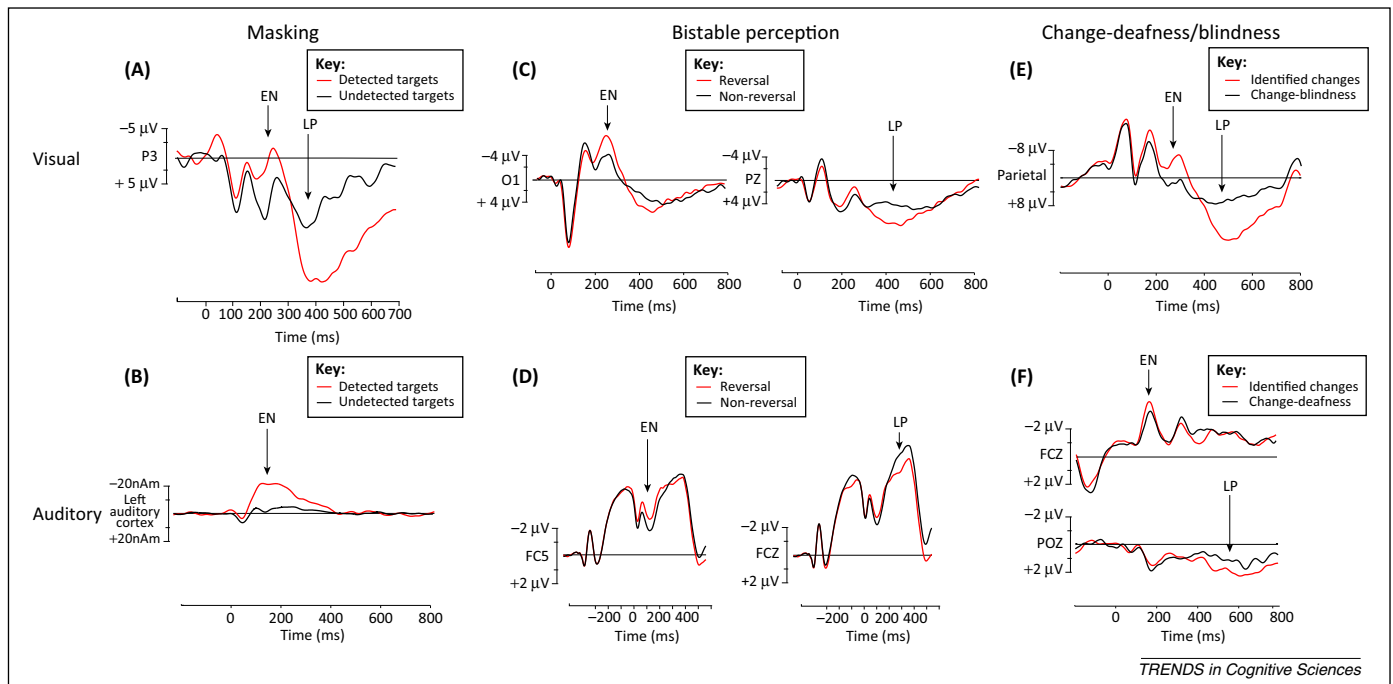 Masking
Bistable perception
Change-deafness/blindness
Visual
(A)
Key:
Detected targets
Undetected targets
EN
LP
−5 µV
P3
+ 5 µV
0 100 200 300 400 500 600 700
Time (ms)
(C)
Key:
Reversal
Non-reversal
EN
−4 µV
O1
+ 4 µV
0 200 400 600 800
Time (ms)
LP
−4 µV
PZ
+4 µV
0 200 400 600 800
Time (ms)
(E)
Key:
Identified changes
Change-blindness
EN
LP
−8 µV
Parietal
+8 µV
0 200 400 600 800
Time (ms)
Auditory
(B)
Key:
Detected targets
Undetected targets
EN
−20nAm
Left
auditory
cortex
+20nAm
0 200 400 600 800
Time (ms)
(D)
Key:
Reversal
Non-reversal
EN
−2 µV
FC5
+2 µV
−200 0 200 400
Time (ms)
LP
−2 µV
FCZ
+2 µV
−200 0 200 400
Time (ms)
(F)
Key:
Identified changes
Change-deafness
EN
−2 µV
FCZ
+2 µV
LP
−2 µV
POZ
+2 µV
0 200 400 600 800
Time (ms)
TRENDS in Cognitive Sciences